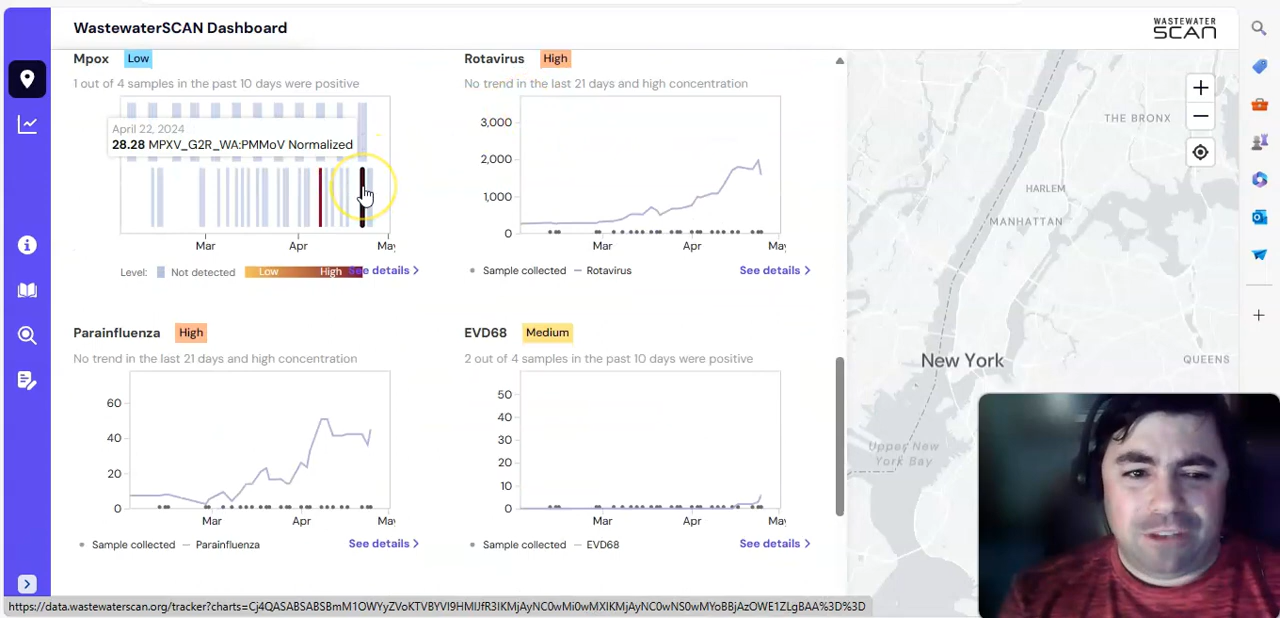 WastewaterSCAN Dashboard
WASTEWATER
SCAN
Mpox Low
1 out of 4 samples in the past 10 days were positive
April 22, 2024
28.28 MPXV_G2R_WA:PMMoV Normalized
Mar Apr May
Level: Not detected Low High See details >
Rotavirus High
No trend in the last 21 days and high concentration
3,000
2,000
1,000
0
Mar Apr May
Sample collected Rotavirus See details >
Parainfluenza High
No trend in the last 21 days and high concentration
60
40
20
0
Mar Apr May
Sample collected Parainfluenza See details >
EVD68 Medium
2 out of 4 samples in the past 10 days were positive
50
40
30
20
10
0
Mar Apr May
Sample collected EVD68 See details >
THE BRONX
HARLEM
MANHATTAN
New York
QUEENS
Upper New
York Bay